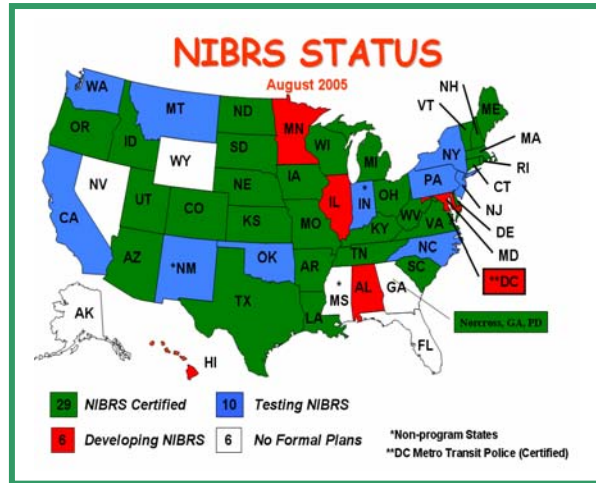 NIBRS STATUS
August 2005
WA
MT
ND
MN
NH
VT
ME
OR
ID
SD
WI
MI
NY
MA
WY
RI
NV
NE
IA
PA
CT
UT
CO
IL
*
IN
OH
NJ
CA
KS
MO
WV
VA
DE
KY
MD
AZ
*NM
OK
AR
TN
NC
SC
**DC
TX
*
MS
AL
GA
AK
LA
Norcross, GA, PD
FL
HI
29 NIBRS Certified
10 Testing NIBRS
6 Developing NIBRS
6 No Formal Plans
*Non-program States
**DC Metro Transit Police (Certified)